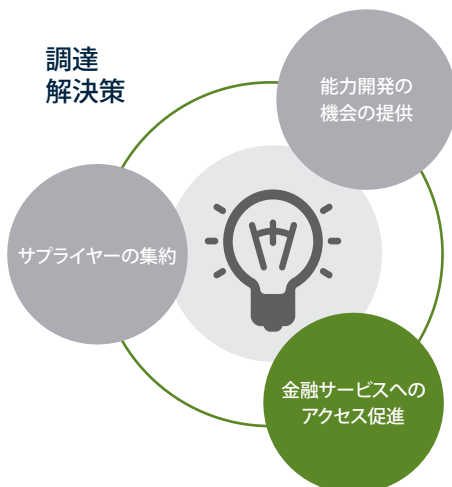 調達
解決策
能力開発の
機会の提供
サプライヤーの集約
金融サービスへの
アクセス促進